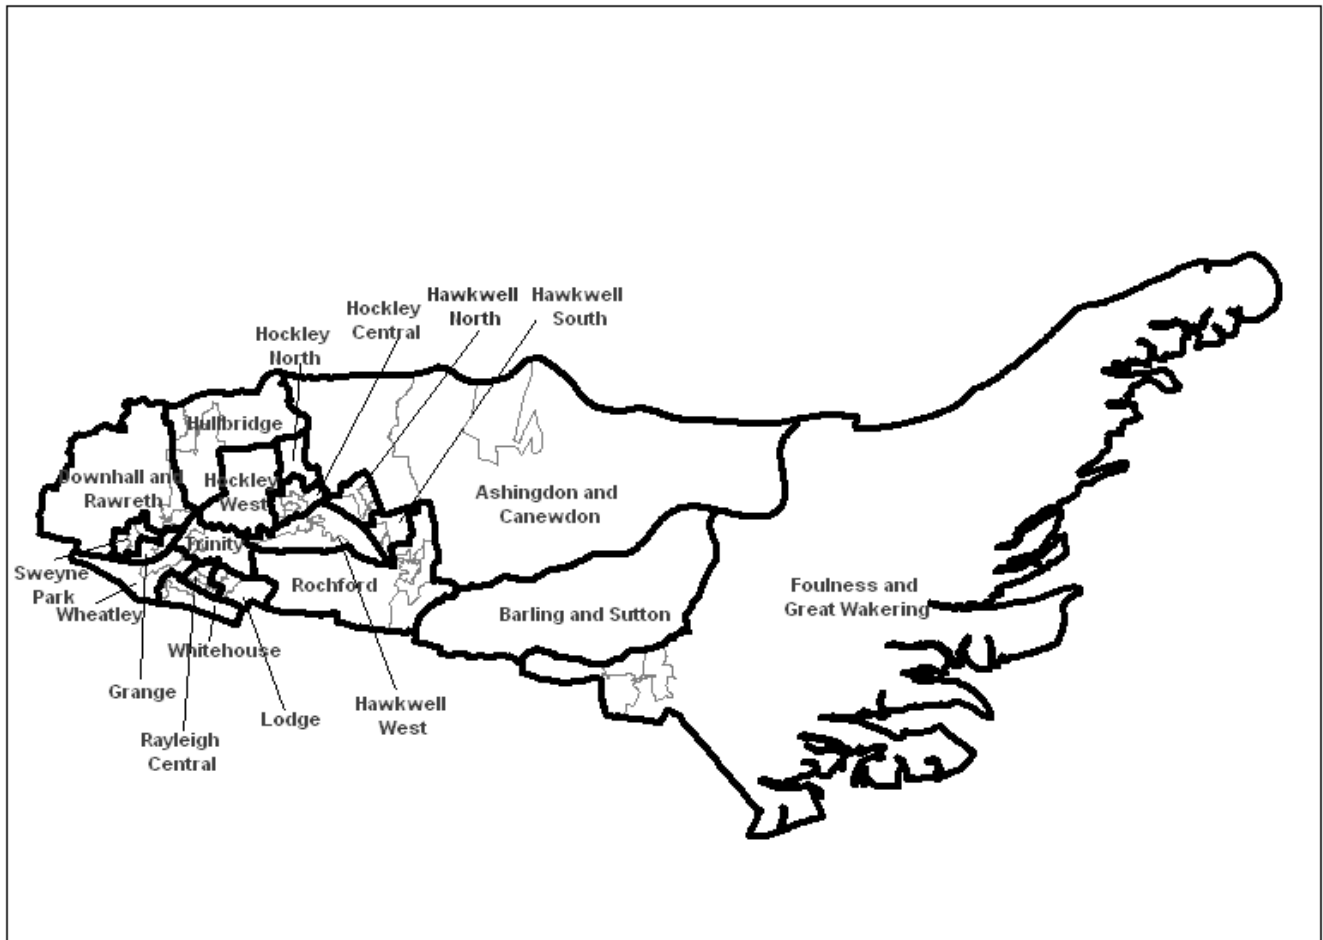 Hawkwell
North
Hawkwell
South
Hockley
Central
Hockley
North
Hullbridge
Downhall and
Rawreth
Hockley
West
Ashingdon and
Canewdon
Trinity
Sweyne
Park
Wheatley
Rochford
Foulness and
Great Wakering
Barling and Sutton
Whitehouse
Grange
Lodge
Hawkwell
West
Rayleigh
Central